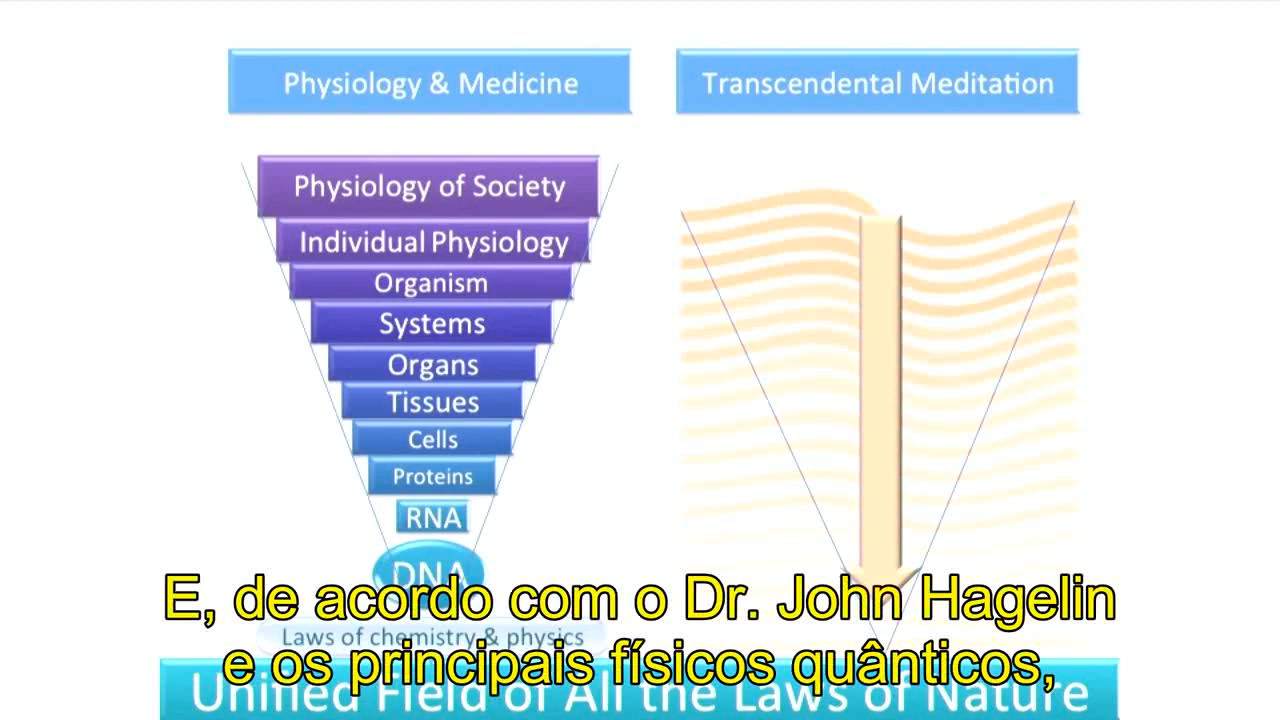 Physiology & Medicine
Transcendental Meditation
Physiology of Society
Individual Physiology
Organism
Systems
Organs
Tissues
Cells
Proteins
RNA
DNA
Laws of chemistry & physics
Unified Field of All the Laws of Nature
E, de acordo com o Dr. John Hagelin
e os principais físicos quânticos,